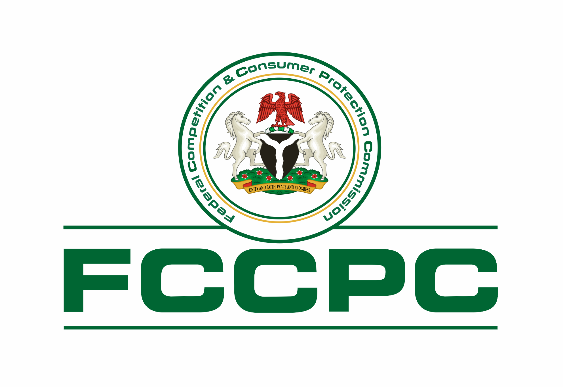 Federal Competition & Consumer Protection Commission
FCCPC